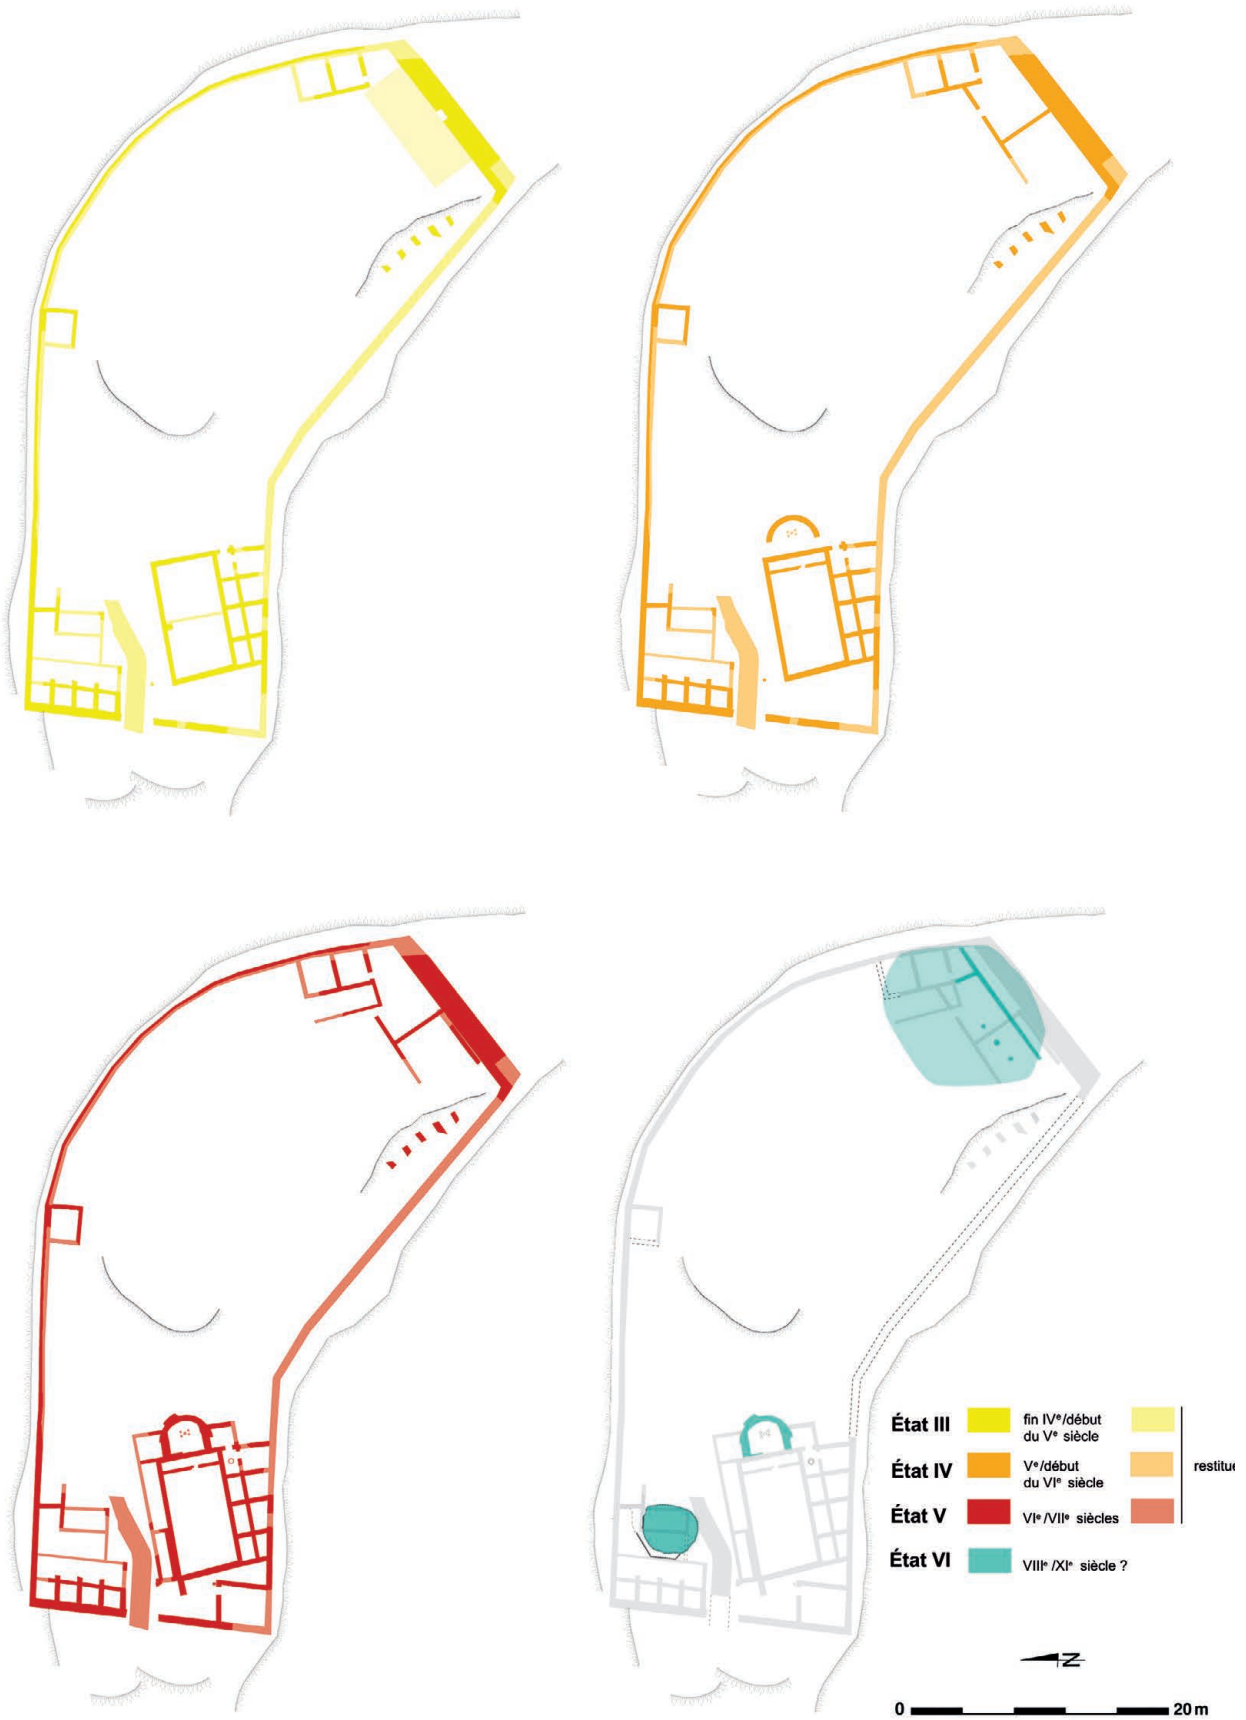 État III
fin IVᵉ/début
du Vᵉ siècle
État IV
Vᵉ/début
du VIᵉ siècle
restitué
État V
VIᵉ/VIIᵉ siècles
État VI
VIIIᵉ/XIᵉ siècle ?
N
0
20 m